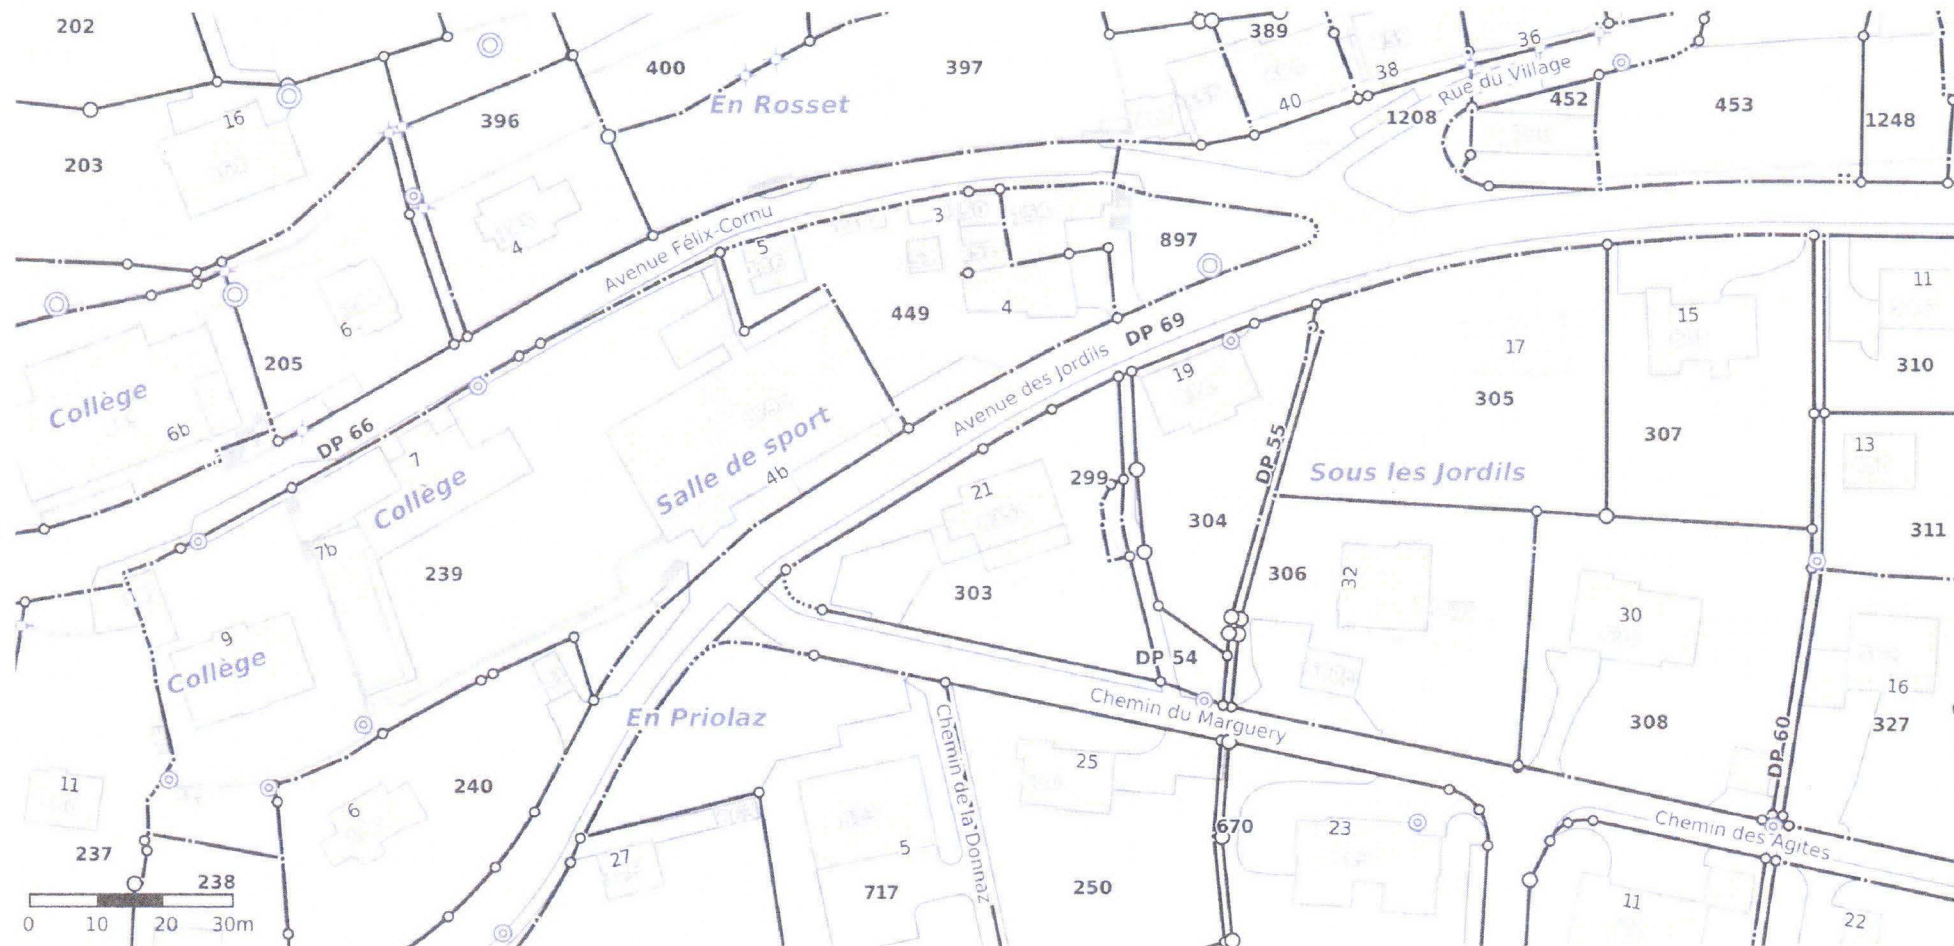 202
389
36
400
397
38
Rue du Village
En Rosset
40
452
453
16
396
1208
1248
203
3
Avenue Félix-Cornu
5
897
4
11
6
449
4
DP 69
15
205
17
310
Collège
Avenue des Jordils
19
305
6b
DP 66
307
13
7
Salle de sport
4b
DP 55
Sous les Jordils
Collège
299
21
304
311
7b
239
303
306
32
30
9
Collège
DP 54
16
En Priolaz
Chemin du Marguery
308
327
DP 60
Chemin de la Donnaz
25
11
240
6
670
23
Chemin des Agites
237
27
5
238
717
250
11
22
0 10 20 30m